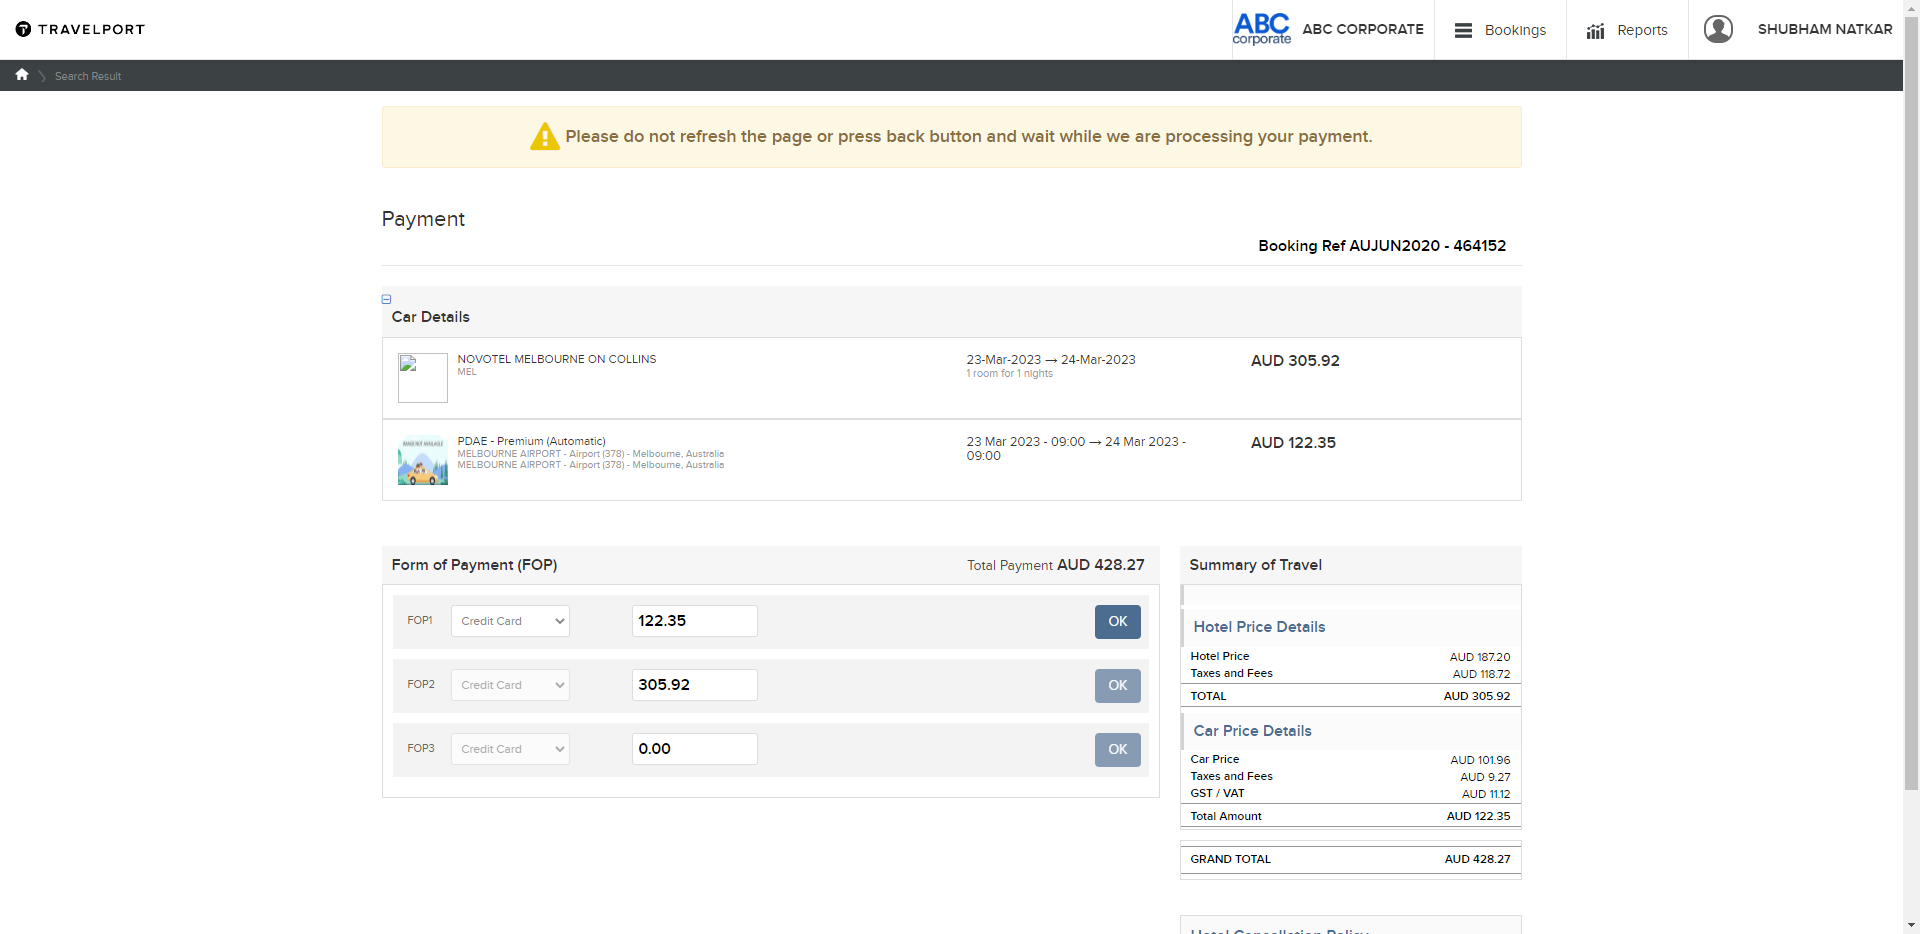 TRAVELPORT
ABC
corporate
ABC CORPORATE
Bookings
Reports
SHUBHAM NATKAR
Search Result
Please do not refresh the page or press back button and wait while we are processing your payment.
Payment
Booking Ref AUJUN2020 - 464152
Car Details
NOVOTEL MELBOURNE ON COLLINS
MEL
23-Mar-2023 → 24-Mar-2023
1 room for 1 nights
AUD 305.92
IMAGE NOT AVAILABLE
PDAE - Premium (Automatic)
MELBOURNE AIRPORT - Airport (378) - Melbourne, Australia
MELBOURNE AIRPORT - Airport (378) - Melbourne, Australia
23 Mar 2023 - 09:00 → 24 Mar 2023 -
09:00
AUD 122.35
Form of Payment (FOP)
Total Payment AUD 428.27
FOP1 Credit Card 122.35 OK
FOP2 Credit Card 305.92 OK
FOP3 Credit Card 0.00 OK
Summary of Travel
Hotel Price Details
Hotel Price AUD 187.20
Taxes and Fees AUD 118.72
TOTAL AUD 305.92
Car Price Details
Car Price AUD 101.96
Taxes and Fees AUD 9.27
GST / VAT AUD 11.12
Total Amount AUD 122.35
GRAND TOTAL AUD 428.27
Hotel Cancellation Policy